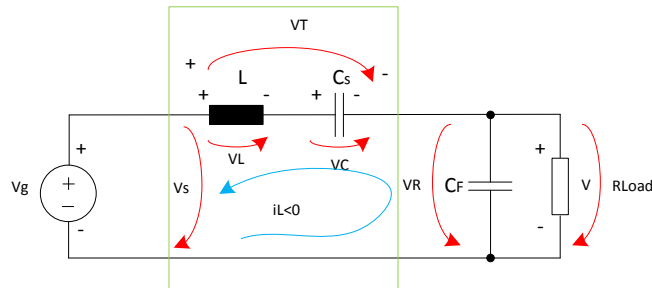 VT
+
L
Cs
-
+
-
+
-
+
VL
VC
+
Vg
+
−
-
Vs
iL<0
VR
CF
+
-
V
RLoad